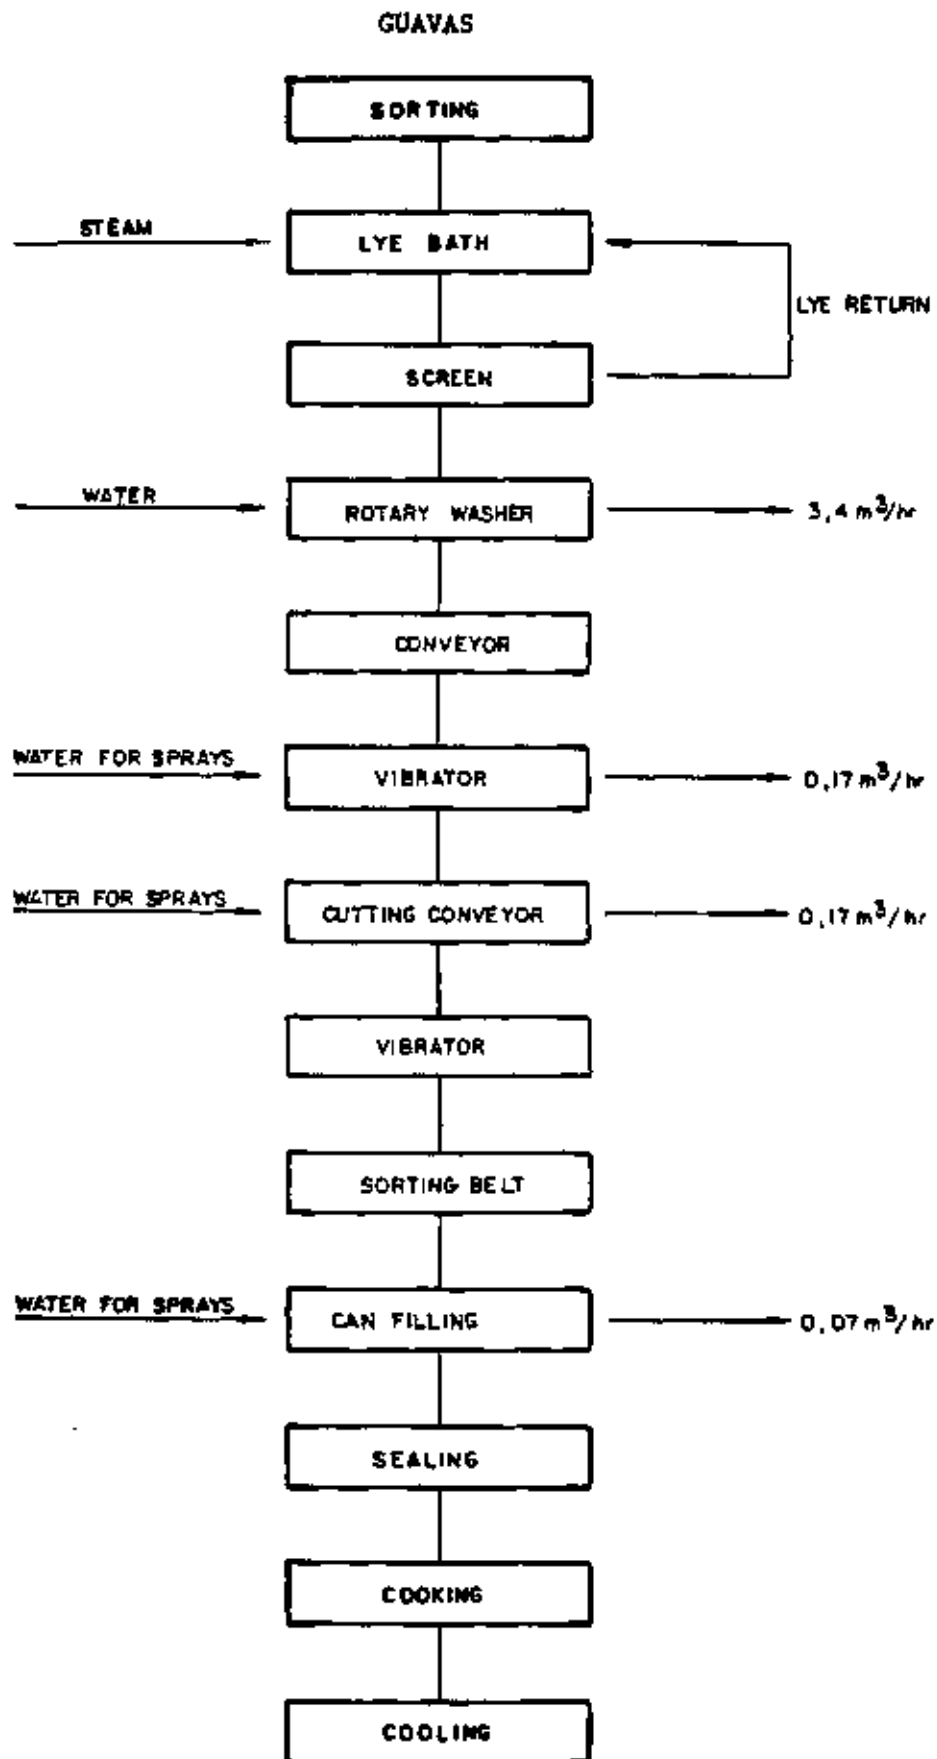 GUAVAS
SORTING
STEAM
LYE BATH
LYE RETURN
SCREEN
WATER
ROTARY WASHER
3,4 m³/hr
CONVEYOR
WATER FOR SPRAYS
VIBRATOR
0,17 m³/hr
WATER FOR SPRAYS
CUTTING CONVEYOR
0,17 m³/hr
VIBRATOR
SORTING BELT
WATER FOR SPRAYS
CAN FILLING
0,07 m³/hr
SEALING
COOKING
COOLING